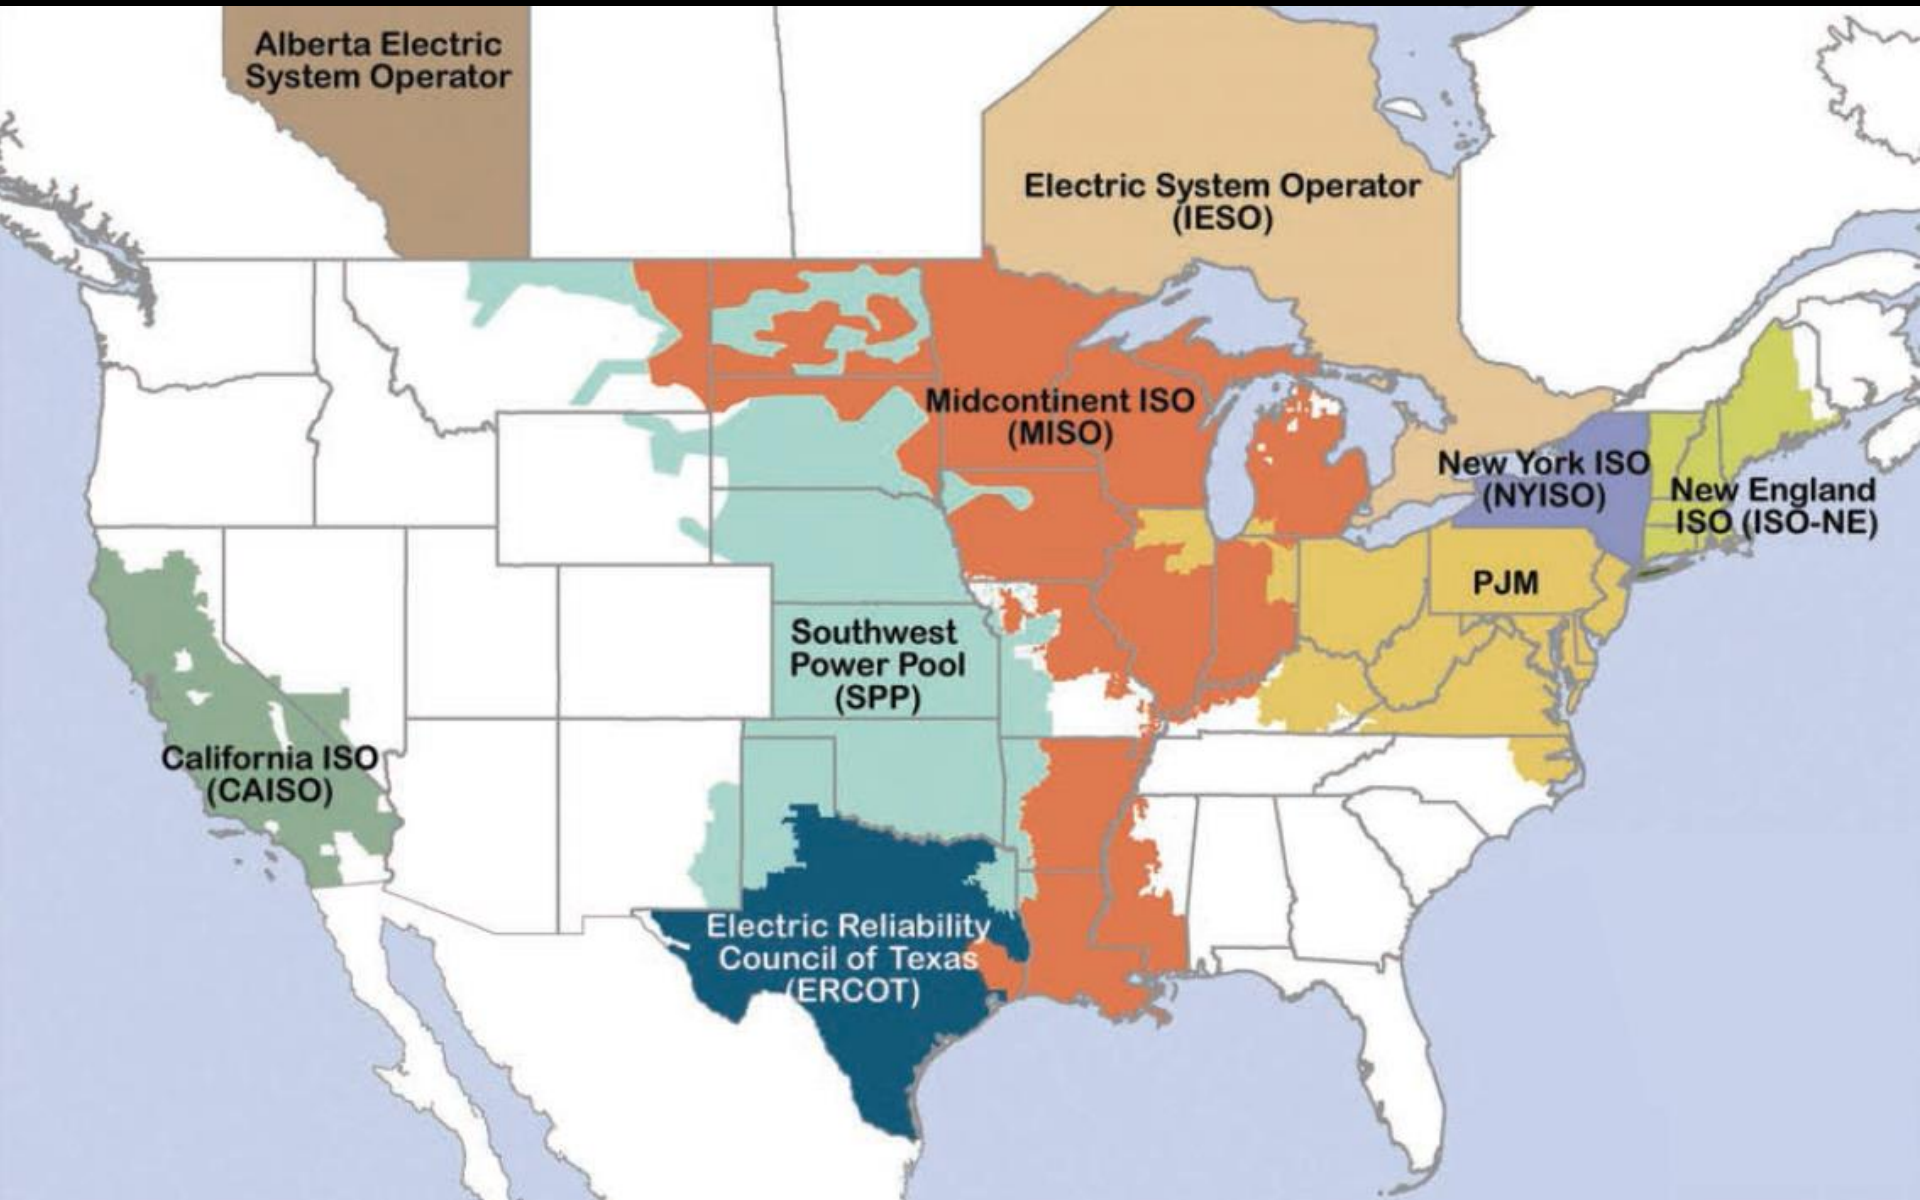 Alberta Electric
System Operator
Electric System Operator
(IESO)
Midcontinent ISO
(MISO)
New York ISO
(NYISO)
New England
ISO (ISO-NE)
PJM
Southwest
Power Pool
(SPP)
California ISO
(CAISO)
Electric Reliability
Council of Texas
(ERCOT)